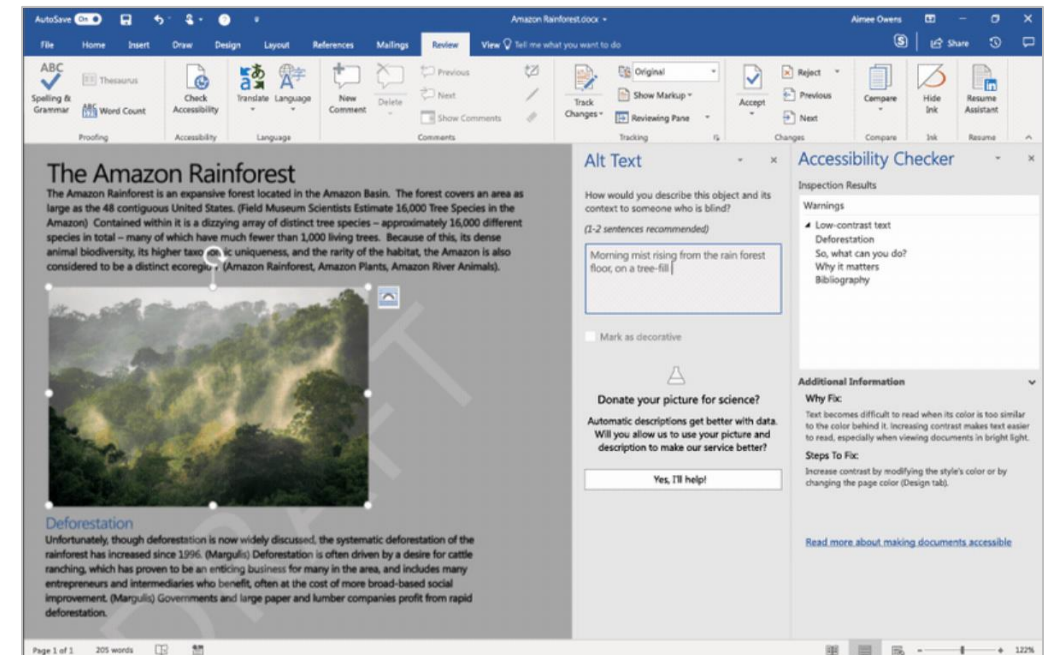 AutoSave On
Amazon Rainforest.docx
Aimee Owens
File Home Insert Draw Design Layout References Mailings Review View Tell me what you want to do
Share
ABC
Spelling & Grammar
Thesaurus
ABC
123
Word Count
Proofing
Check Accessibility
Accessibility
Translate
Language
Language
New Comment
Delete
Previous
Next
Show Comments
Comments
Track Changes
Original
Show Markup
Reviewing Pane
Tracking
Accept
Reject
Previous
Next
Changes
Compare
Compare
Hide Ink
Ink
Resume Assistant
Resume
The Amazon Rainforest
The Amazon Rainforest is an expansive forest located in the Amazon Basin. The forest covers an area as
large as the 48 contiguous United States. (Field Museum Scientists Estimate 16,000 Tree Species in the
Amazon) Contained within it is a dizzying array of distinct tree species – approximately 16,000 different
species in total – many of which have much fewer than 1,000 living trees. Because of this, its dense
animal biodiversity, its higher uniqueness, and the rarity of the habitat, the Amazon is also
considered to be a distinct (Amazon Rainforest, Amazon Plants, Amazon River Animals).
DRAFT
Deforestation
Unfortunately, though deforestation is now widely discussed, the systematic deforestation of the
rainforest has increased since 1996. (Margulis) Deforestation is often driven by a desire for cattle
ranching, which has proven to be an enticing business for many in the area, and includes many
entrepreneurs and intermediaries who benefit, often at the cost of more broad-based social
improvement. (Margulis) Governments and large paper and lumber companies profit from rapid
deforestation.
Alt Text
How would you describe this object and its
context to someone who is blind?
(1-2 sentences recommended)
Morning mist rising from the rain forest
floor, on a tree-fill
Mark as decorative
Donate your picture for science?
Automatic descriptions get better with data.
Will you allow us to use your picture and
description to make our service better?
Yes, I'll help!
Accessibility Checker
Inspection Results
Warnings
Low-contrast text
Deforestation
So, what can you do?
Why it matters
Bibliography
Additional Information
Why Fix:
Text becomes difficult to read when its color is too similar
to the color behind it. Increasing contrast makes text easier
to read, especially when viewing documents in bright light.
Steps To Fix:
Increase contrast by modifying the style's color or by
changing the page color (Design tab).
Read more about making documents accessible
Page 1 of 1 205 words
122%